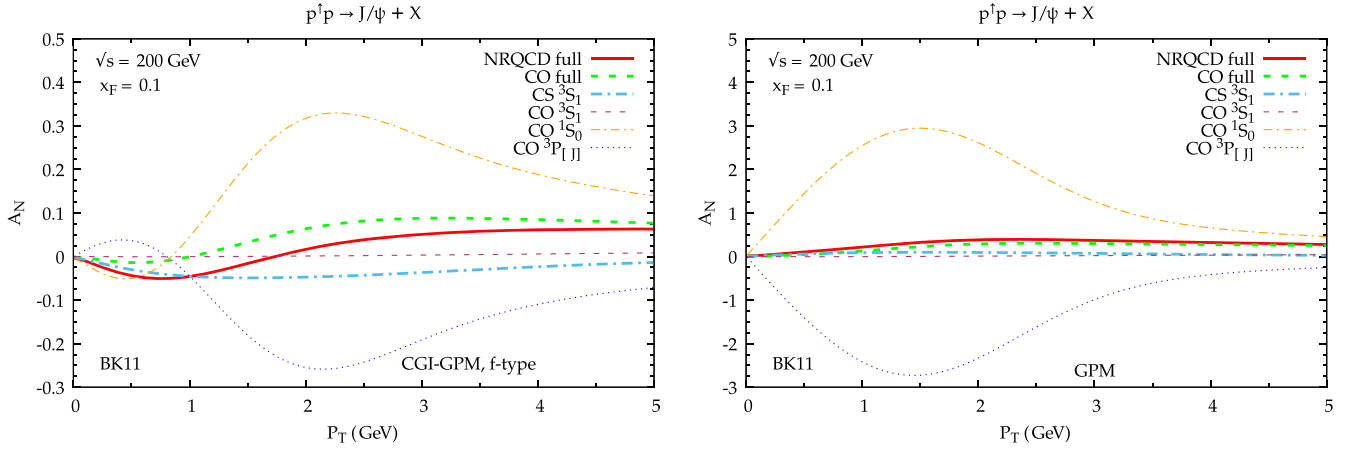 p↑p → J/ψ + X
√s = 200 GeV
x_F = 0.1
NRQCD full
CO full
CS ³S₁
CO ³S₁
CO ¹S₀
CO ³P_[J]
A_N
0.5
0.4
0.3
0.2
0.1
0
-0.1
-0.2
-0.3
BK11
CGI-GPM, f-type
0 1 2 3 4 5
P_T (GeV)
p↑p → J/ψ + X
√s = 200 GeV
x_F = 0.1
NRQCD full
CO full
CS ³S₁
CO ³S₁
CO ¹S₀
CO ³P_[J]
A_N
5
4
3
2
1
0
-1
-2
-3
BK11
GPM
0 1 2 3 4 5
P_T (GeV)